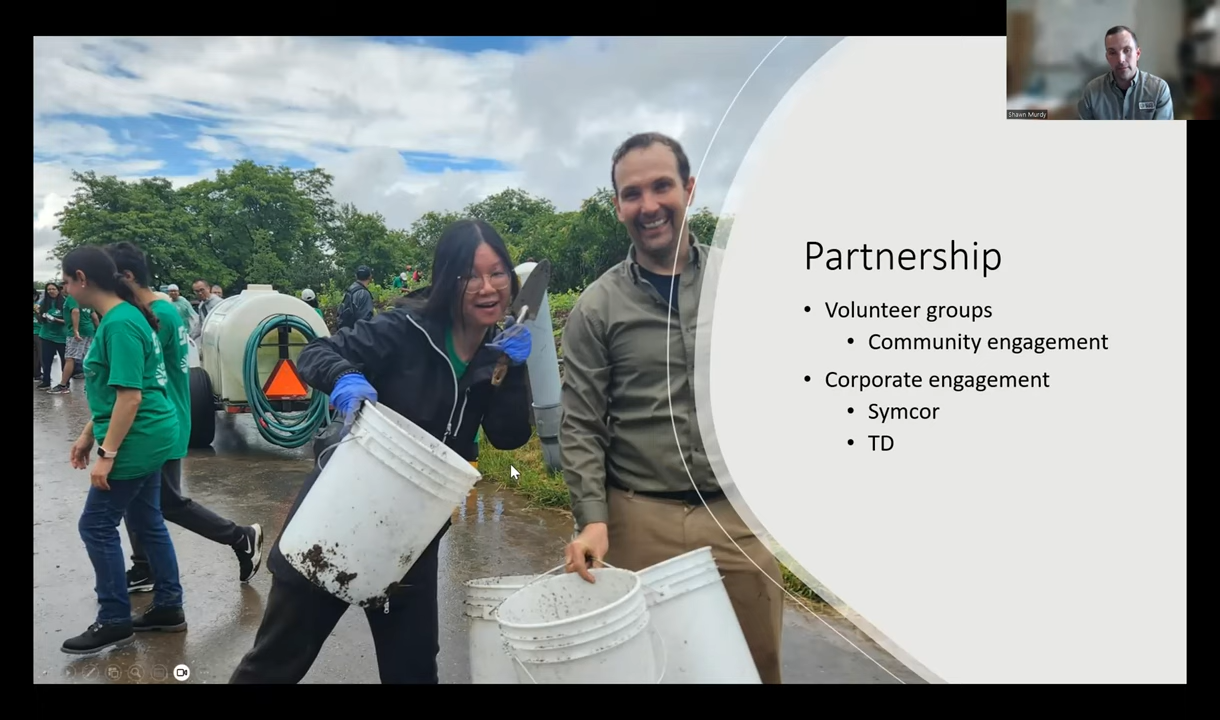 Shawn Murdy
Partnership
• Volunteer groups
• Community engagement
• Corporate engagement
• Symcor
• TD